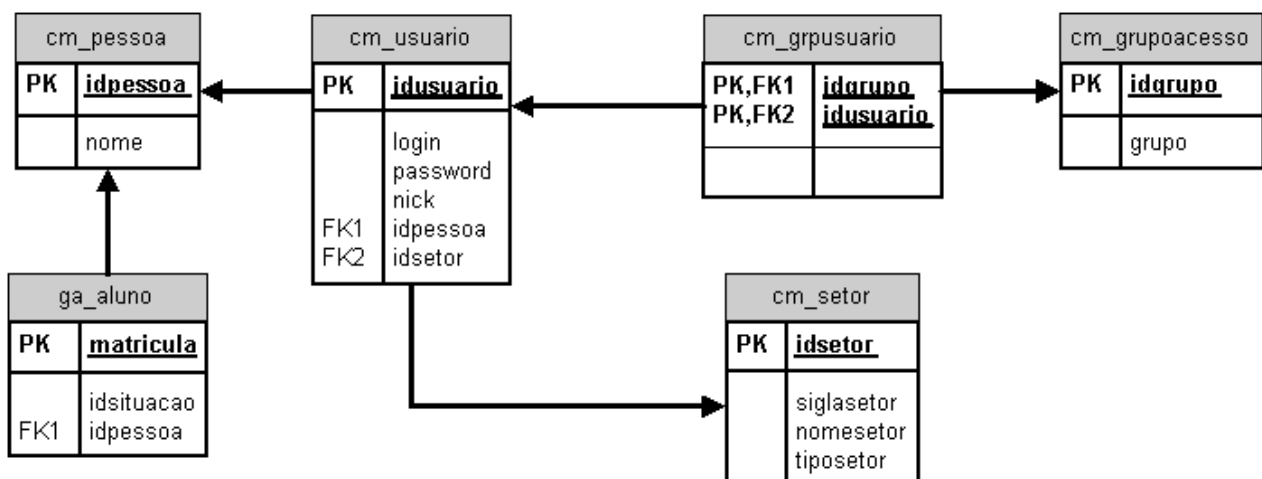 cm_pessoa
PK idpessoa
nome
cm_usuario
PK idusuario
login
password
nick
FK1 idpessoa
FK2 idsetor
cm_grpusuario
PK,FK1 idgrupo
PK,FK2 idusuario
cm_grupoacesso
PK idgrupo
grupo
ga_aluno
PK matricula
idsituacao
FK1 idpessoa
cm_setor
PK idsetor
siglasetor
nomesetor
tiposetor